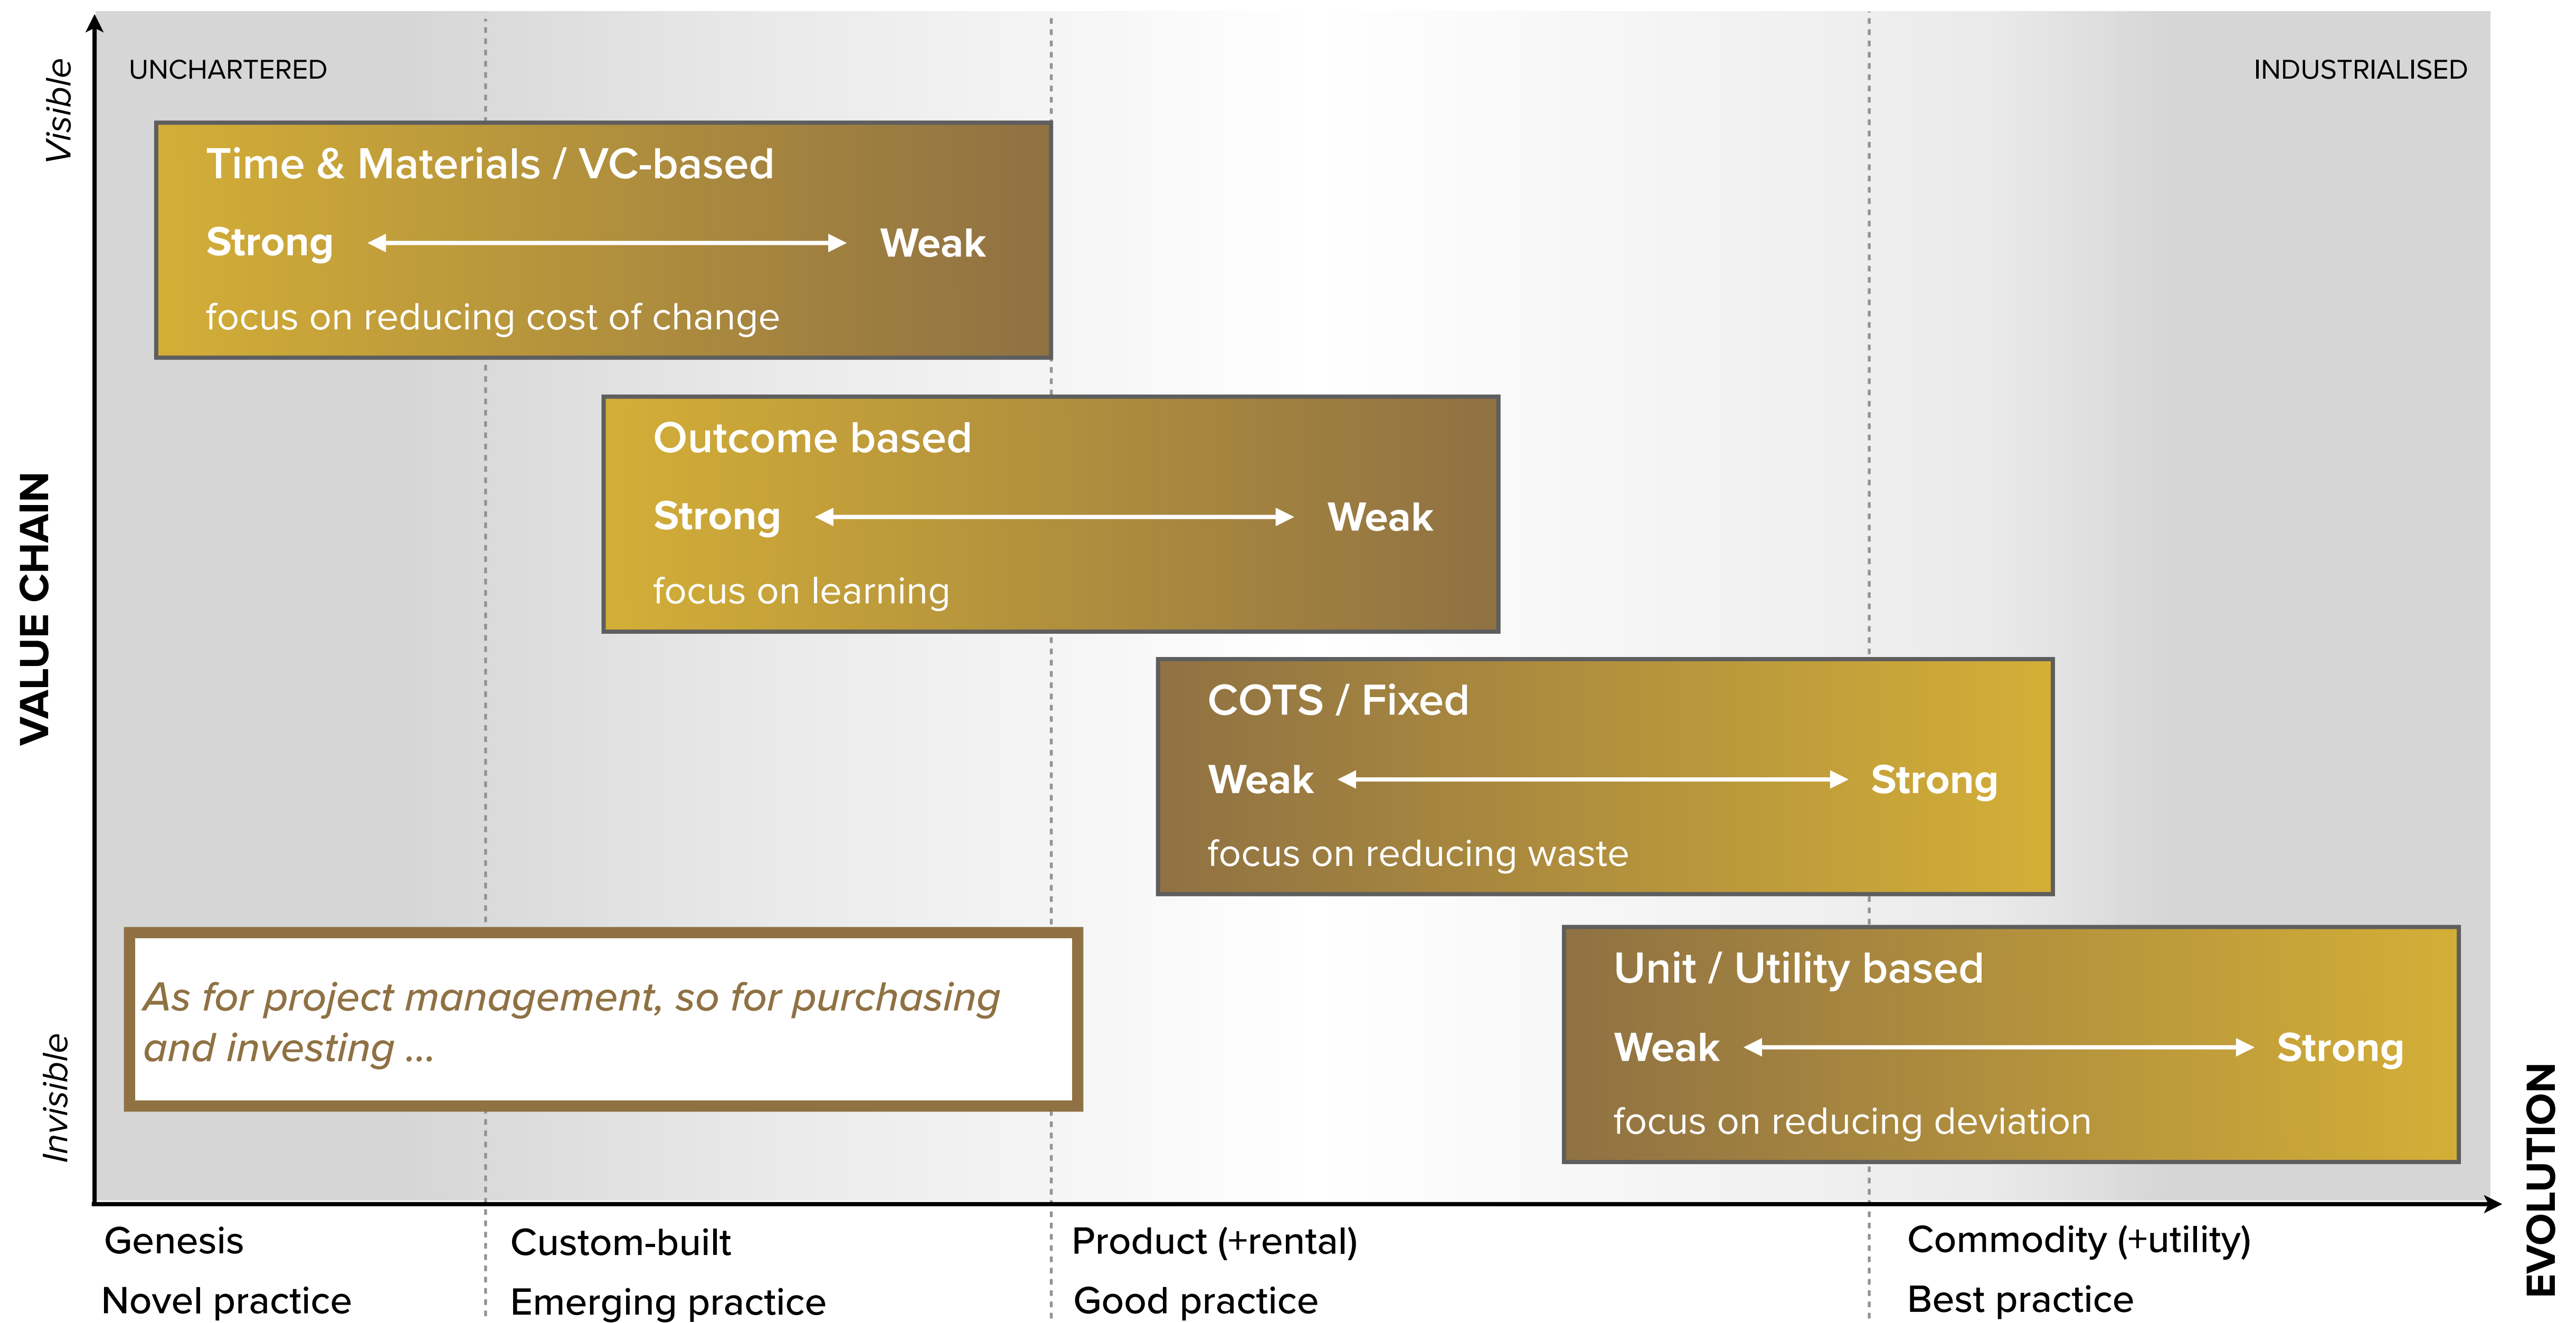 UNCHARTERED
INDUSTRIALISED
Visible
Time & Materials / VC-based
Strong Weak
focus on reducing cost of change
Outcome based
Strong Weak
focus on learning
VALUE CHAIN
COTS / Fixed
Weak Strong
focus on reducing waste
As for project management, so for purchasing
and investing ...
Unit / Utility based
Weak Strong
focus on reducing deviation
Invisible
EVOLUTION
Genesis
Novel practice
Custom-built
Emerging practice
Product (+rental)
Good practice
Commodity (+utility)
Best practice